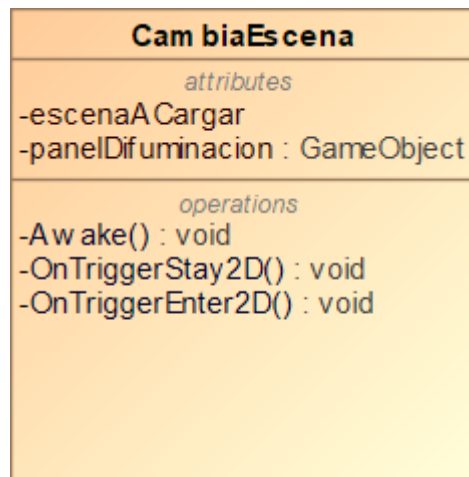 CambiaEscena
attributes
-escenaACargar
-panelDifuminacion : GameObject
operations
-Awake() : void
-OnTriggerStay2D() : void
-OnTriggerEnter2D() : void